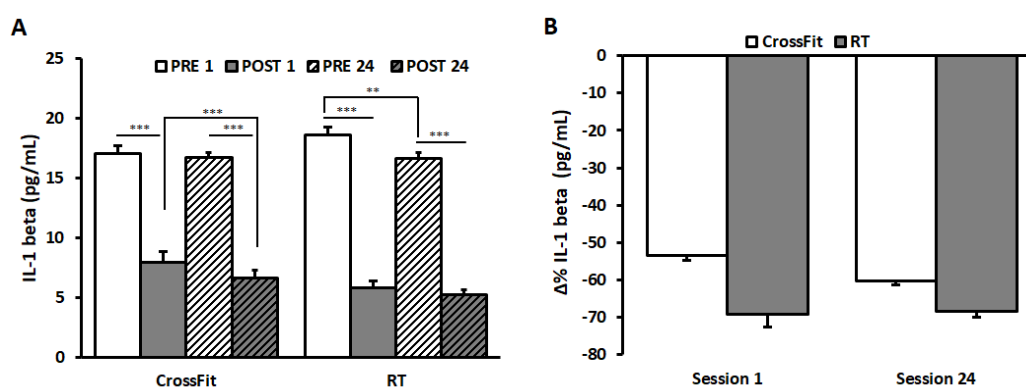 A
PRE 1 POST 1 PRE 24 POST 24
IL-1 beta (pg/mL)
25
20
15
10
5
0
***
***
***
**
***
***
CrossFit RT
B
CrossFit RT
Δ% IL-1 beta (pg/mL)
-0
-10
-20
-30
-40
-50
-60
-70
-80
Session 1 Session 24